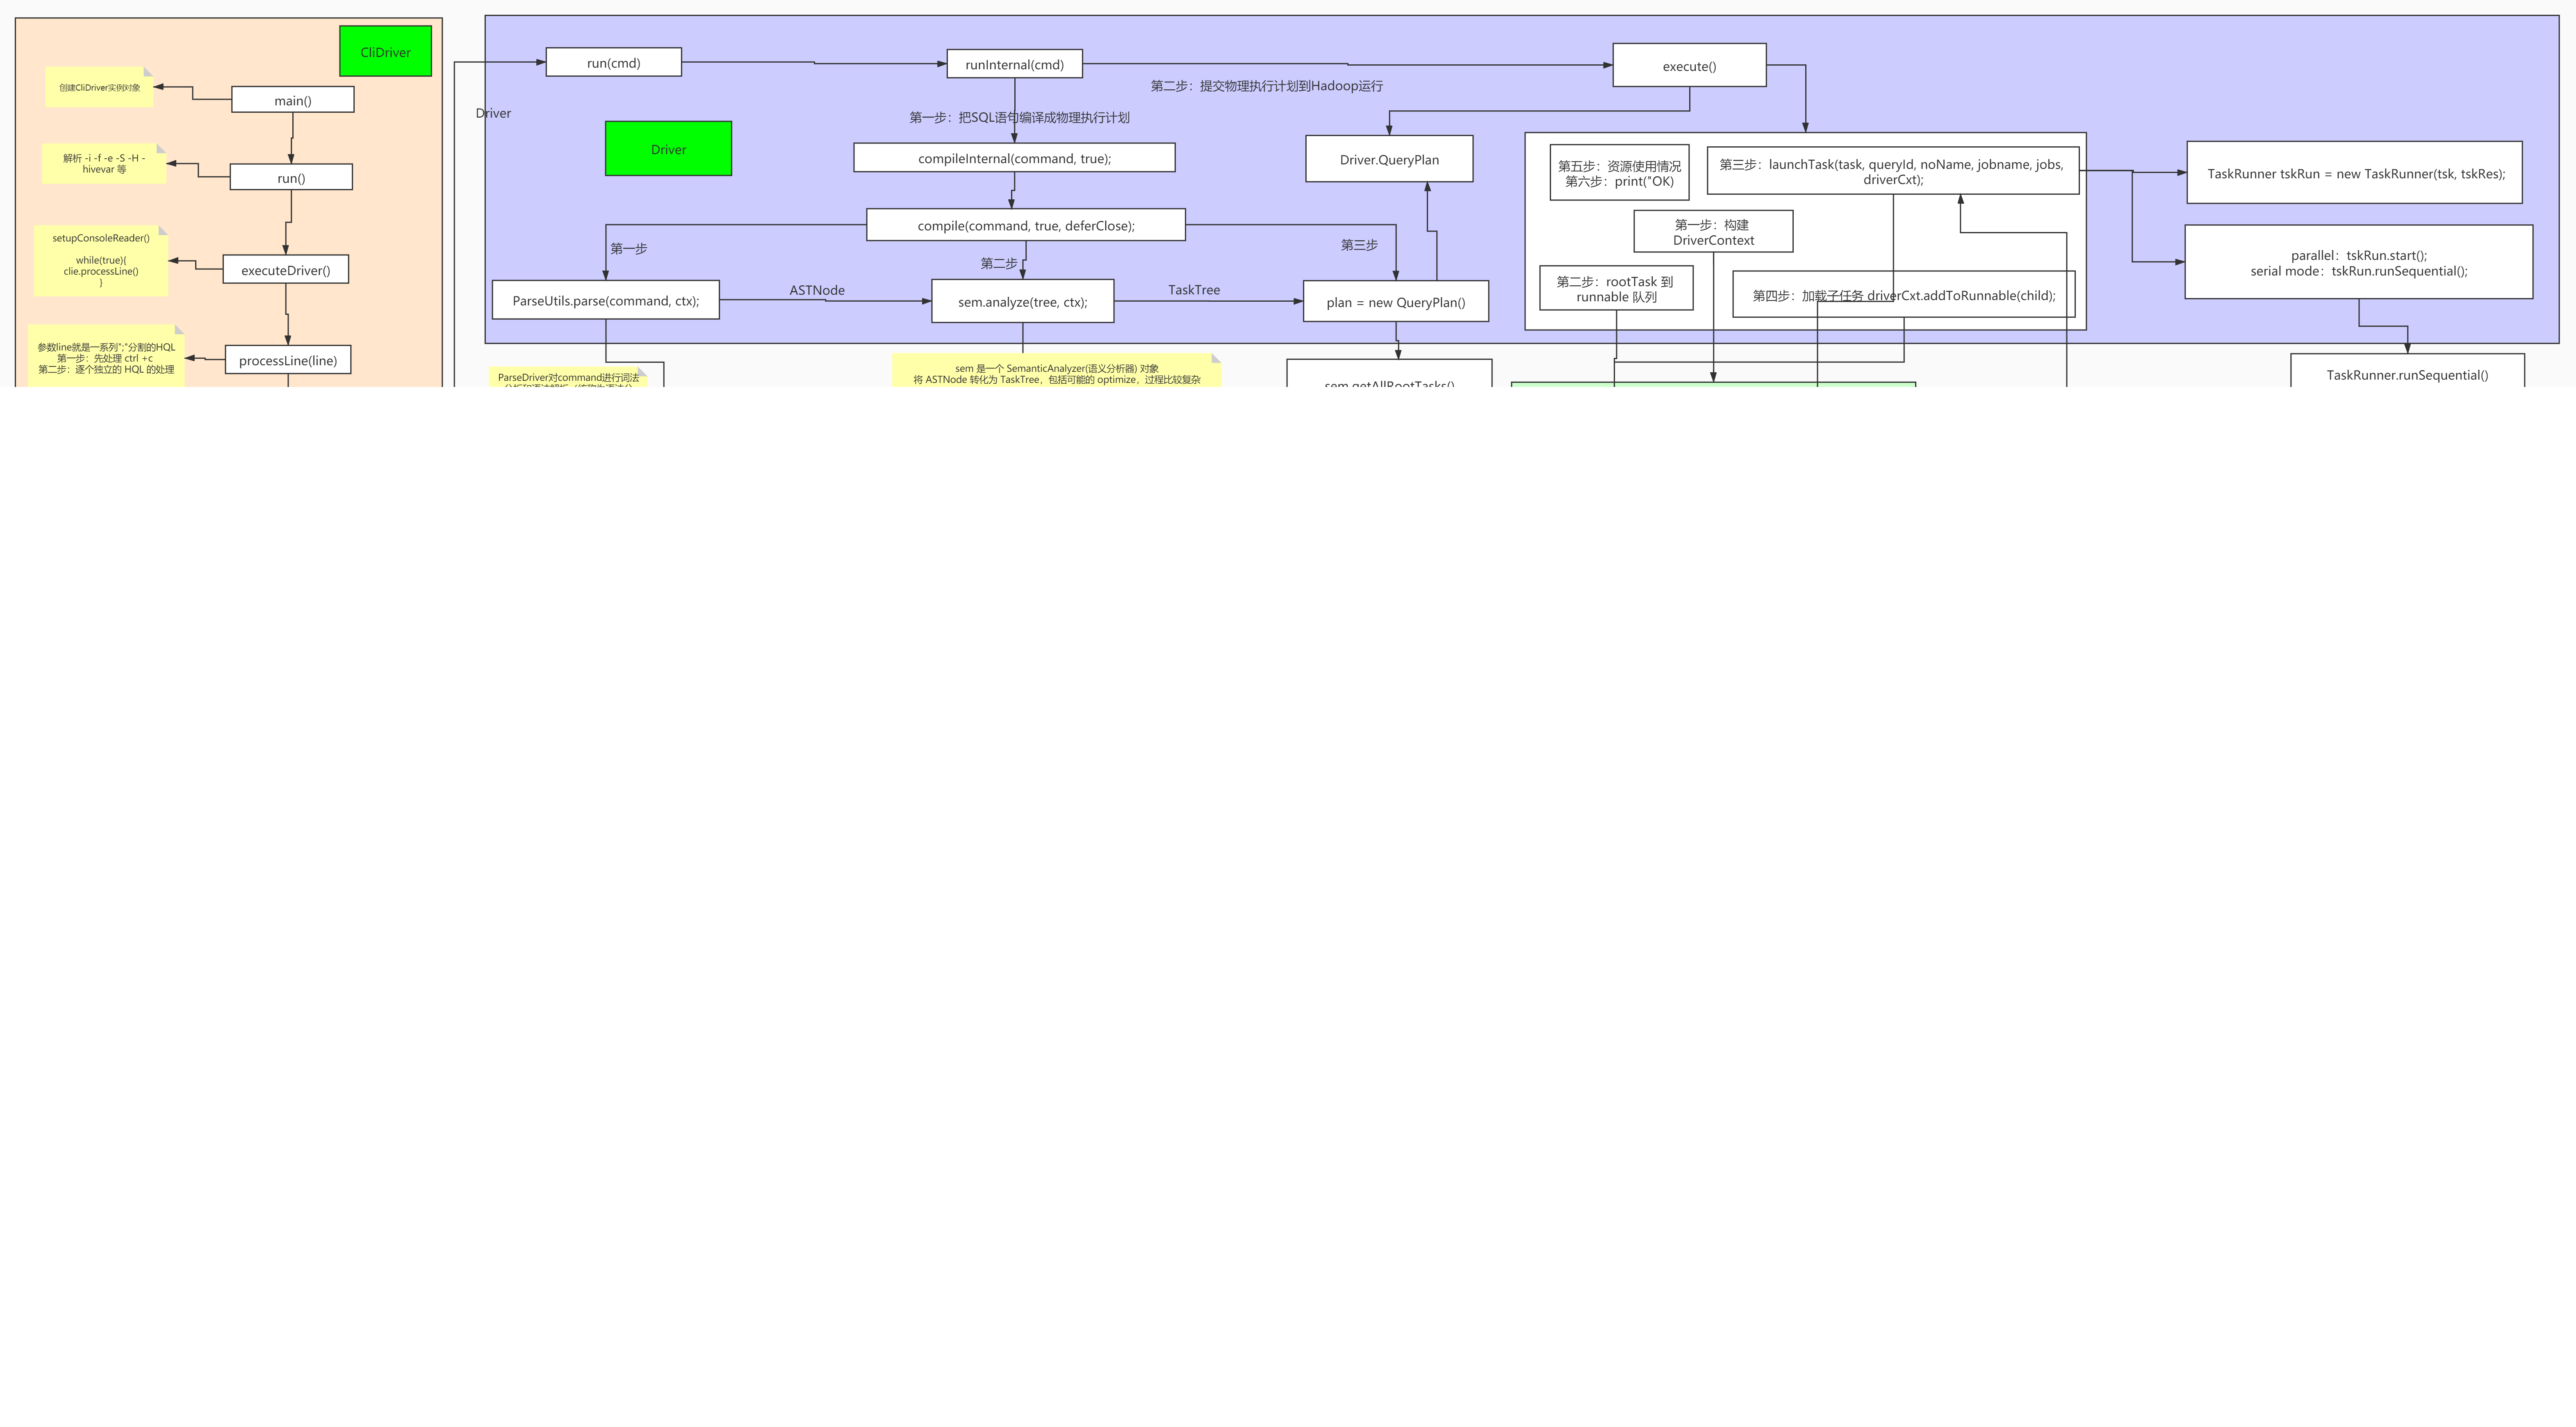 CliDriver
创建CliDriver实例对象
main()
解析 -i -f -e -S -H -
hivevar 等
run()
setupConsoleReader()
while(true){
clie.processLine()
}
executeDriver()
参数line就是一系列";"分割的HQL
第一步：先处理 ctrl +c
第二步：逐个独立的 HQL 的处理
processLine(line)
Driver
run(cmd)
runInternal(cmd)
execute()
第二步：提交物理执行计划到Hadoop运行
第一步：把SQL语句编译成物理执行计划
Driver
compileInternal(command, true);
Driver.QueryPlan
compile(command, true, deferClose);
第一步
第二步
第三步
ParseUtils.parse(command, ctx);
ASTNode
sem.analyze(tree, ctx);
TaskTree
plan = new QueryPlan()
第五步：资源使用情况
第六步：print("OK)
第三步：launchTask(task, queryId, noName, jobname, jobs,
driverCxt);
第一步：构建
DriverContext
第二步：rootTask 到
runnable 队列
第四步：加载子任务 driverCxt.addToRunnable(child);
TaskRunner tskRun = new TaskRunner(tsk, tskRes);
parallel：tskRun.start();
serial mode：tskRun.runSequential();
ParseDriver对command进行词法
sem 是一个 SemanticAnalyzer(语义分析器) 对象
将 ASTNode 转化为 TaskTree，包括可能的 optimize，过程比较复杂
sem.getAllRootTasks()
TaskRunner.runSequential()